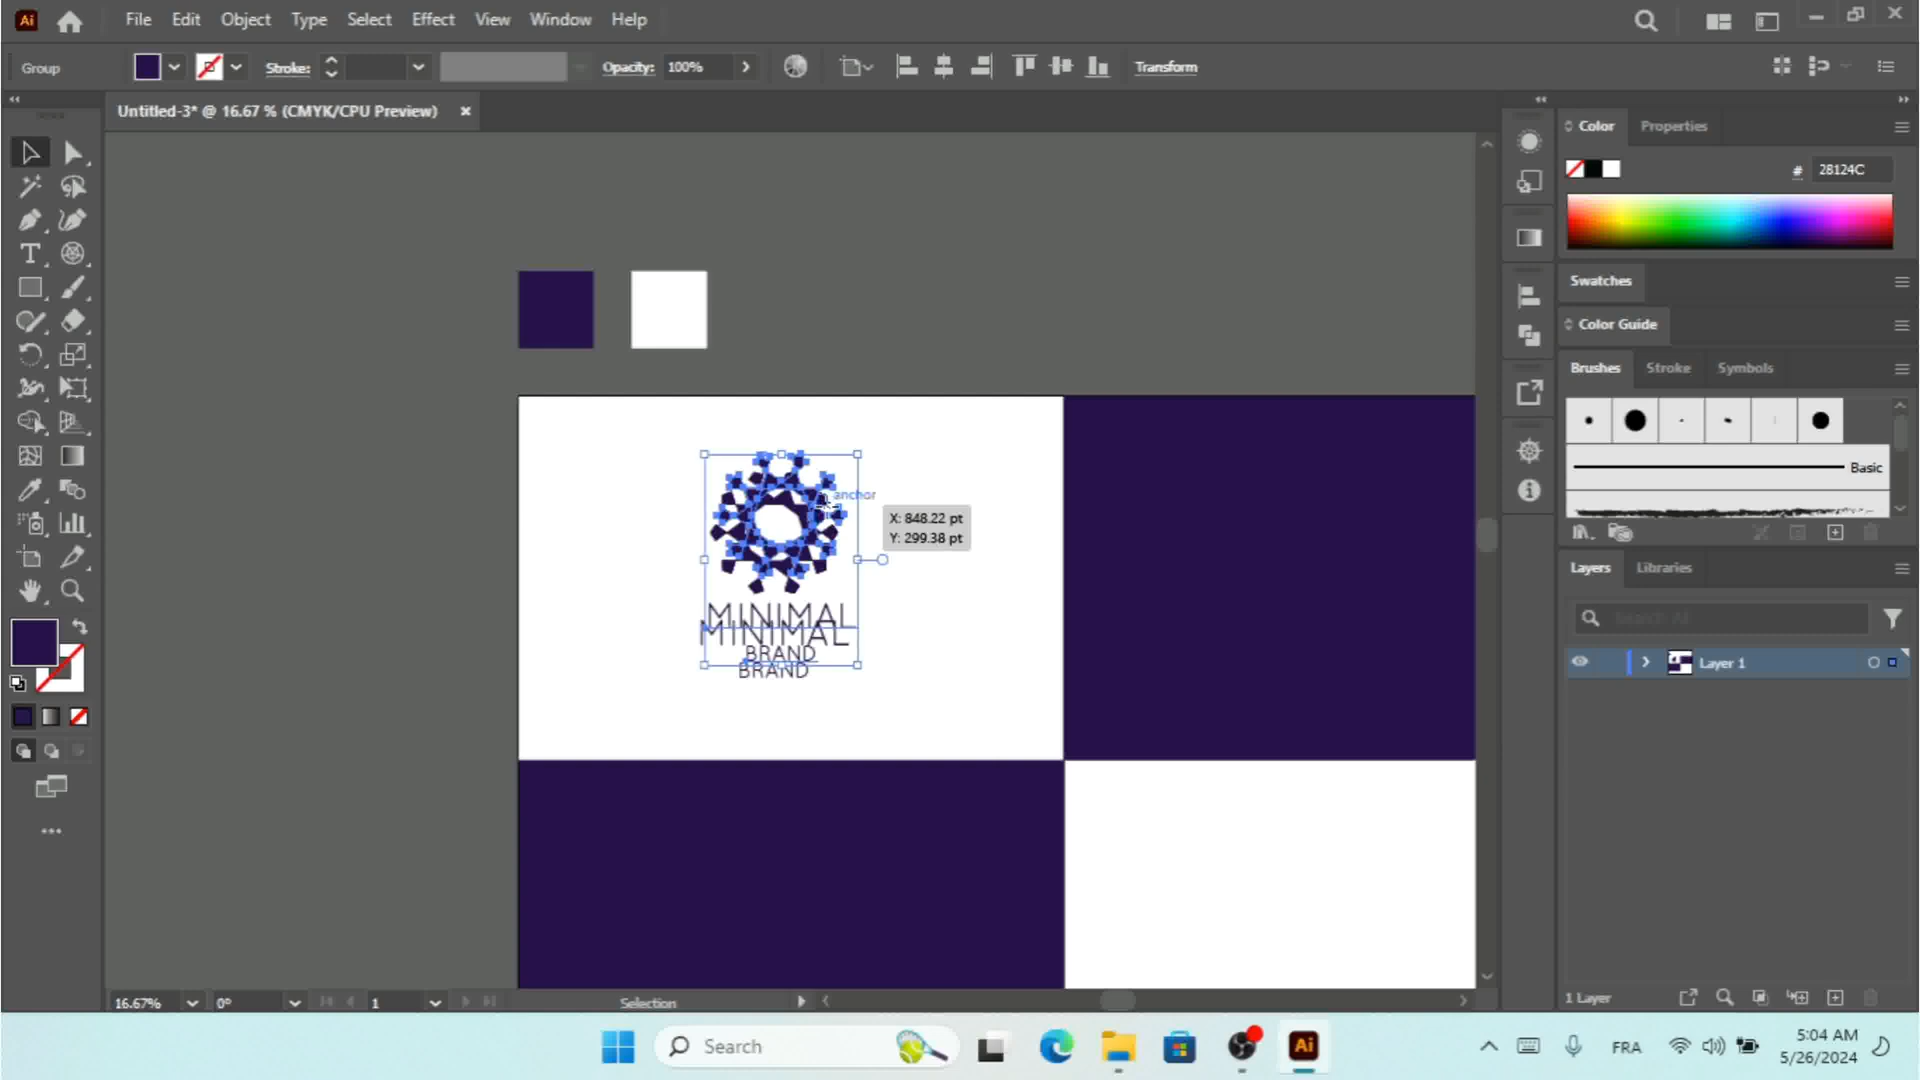 Ai File Edit Object Type Select Effect View Window Help
Group Stroke: Opacity: 100% Transform
Untitled-3* @ 16.67 % (CMYK/CPU Preview)
Color Properties
# 28124C
Swatches
Color Guide
Brushes Stroke Symbols
Basic
anchor
X: 848.22 pt
Y: 299.38 pt
MINIMAL
MINIMAL
BRAND
BRAND
Layers Libraries
Search All
Layer 1
16.67% 0° 1 Selection
1 Layer
Search
Ai
FRA
5:04 AM
5/26/2024